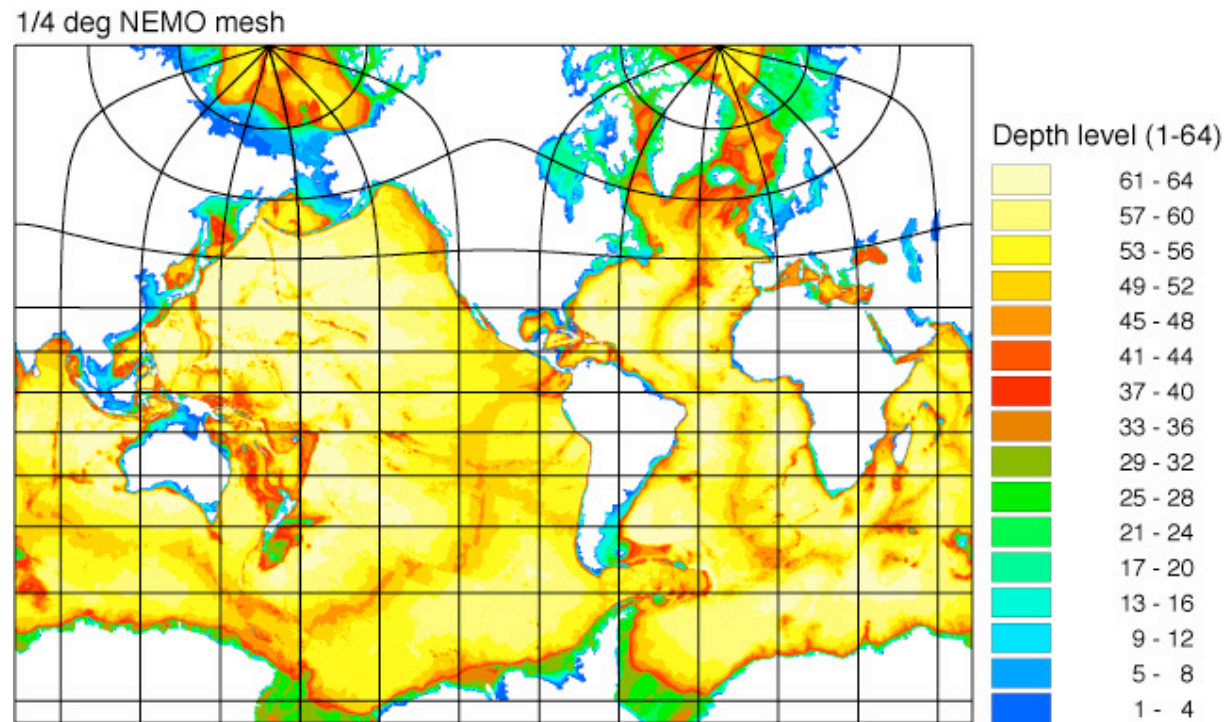 1/4 deg NEMO mesh
Depth level (1-64)
61 - 64
57 - 60
53 - 56
49 - 52
45 - 48
41 - 44
37 - 40
33 - 36
29 - 32
25 - 28
21 - 24
17 - 20
13 - 16
9 - 12
5 - 8
1 - 4